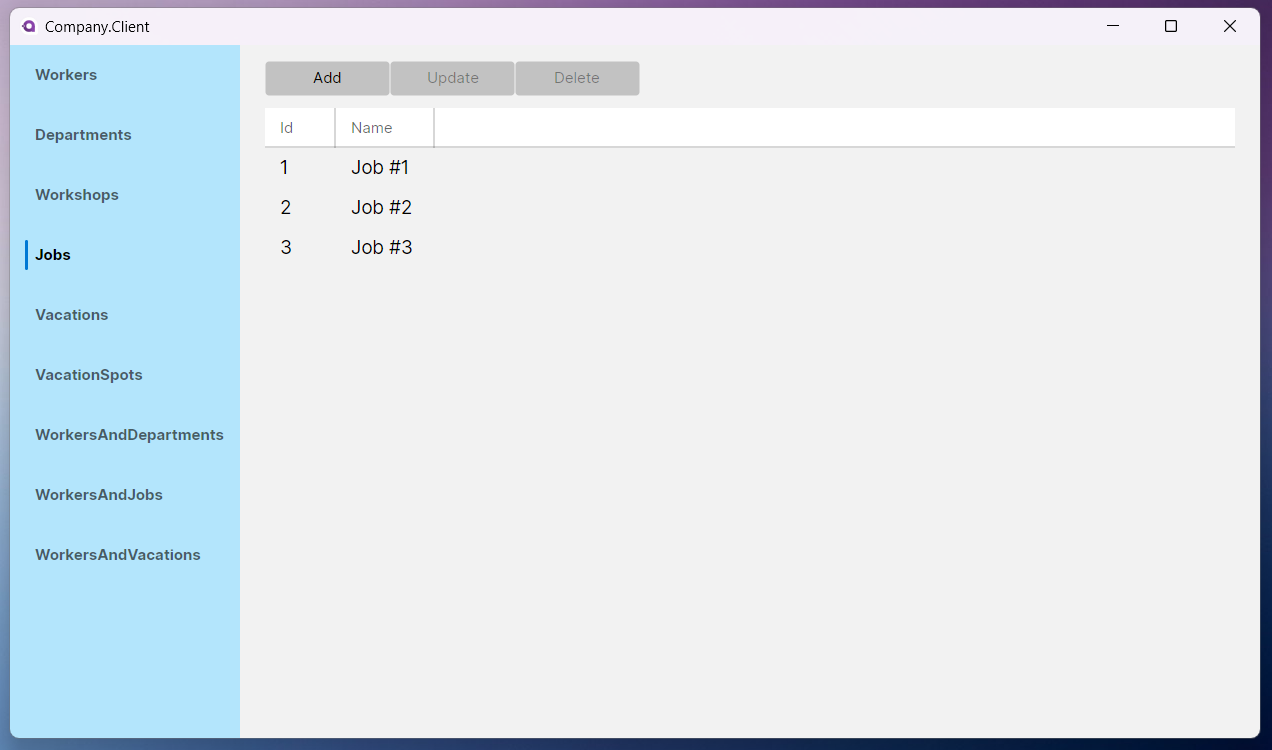 Company.Client
Workers
Departments
Workshops
Jobs
Vacations
VacationSpots
WorkersAndDepartments
WorkersAndJobs
WorkersAndVacations
Add Update Delete
Id Name
1 Job #1
2 Job #2
3 Job #3